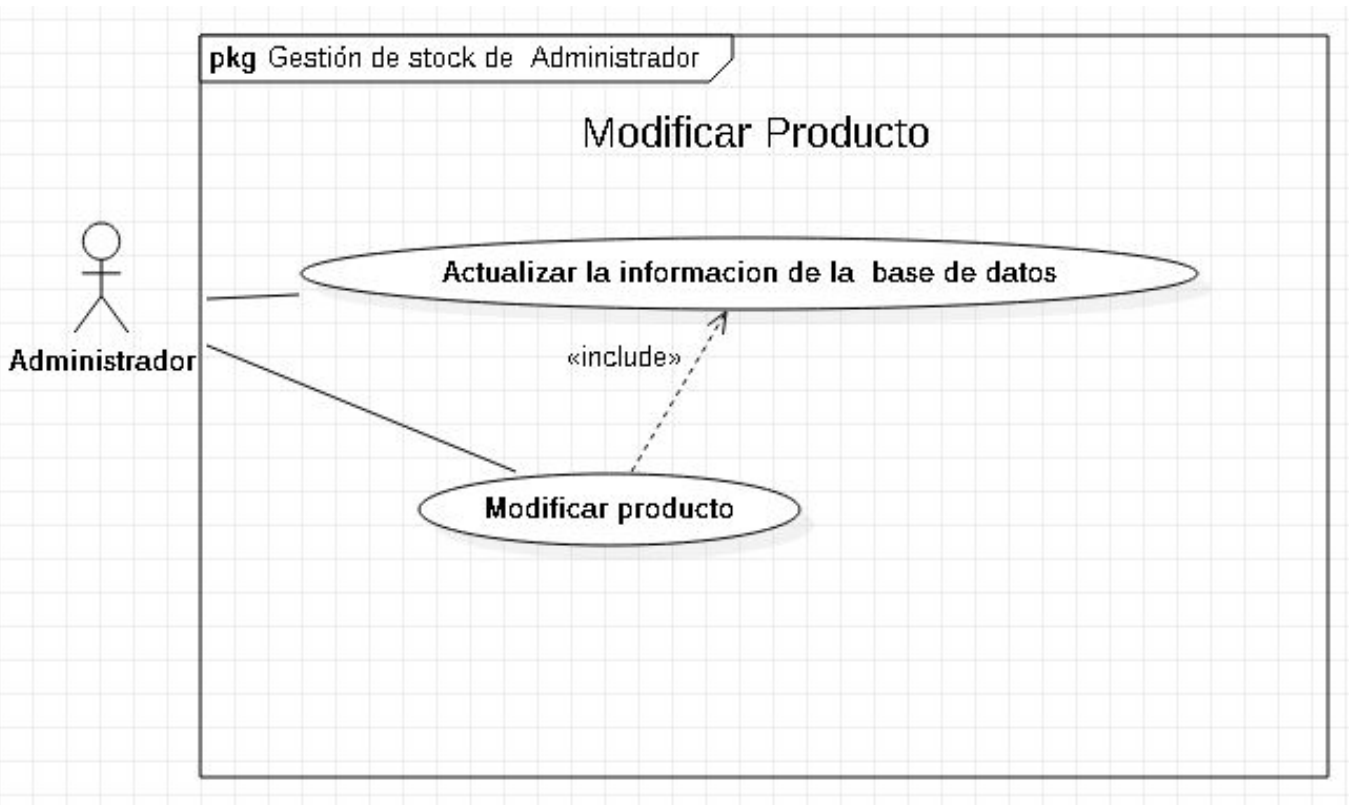 pkg Gestión de stock de Administrador
Modificar Producto
Actualizar la informacion de la base de datos
«include»
Administrador
Modificar producto